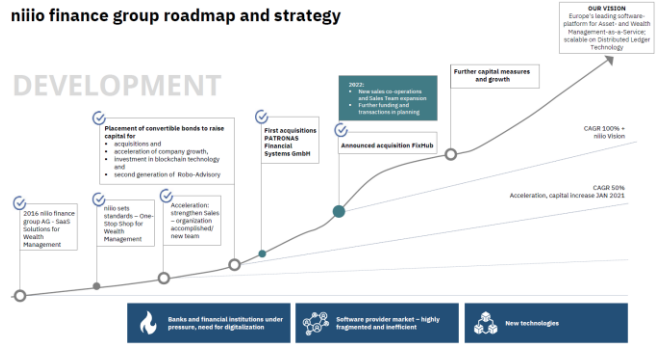 niiio finance group roadmap and strategy
OUR VISION
Europe's leading software-
platform for Asset- and Wealth
Management-as-a-Service;
scalable on Distributed Ledger
Technology
DEVELOPMENT
2022:
• New sales co-operations
and Sales Team expansion
• Further funding and
transactions in planning
Further capital measures
and growth
Placement of convertible bonds to raise
capital for
• acquisitions and
• acceleration of company growth,
• investment in blockchain technology
and
• second generation of Robo-Advisory
First acquisitions
PATRONAS
Financial
Systems GmbH
Announced acquisition FixHub
CAGR 100% +
niiio Vision
CAGR 50%
Acceleration, capital increase JAN 2021
2016 niiio finance
group AG - SaaS
Solutions for
Wealth
Management
niiio sets
standards – One-
Stop Shop for
Wealth
Management
Acceleration:
strengthen Sales
– organization
accomplished/
new team
Banks and financial institutions under
pressure, need for digitalization
Software provider market – highly
fragmented and inefficient
New technologies